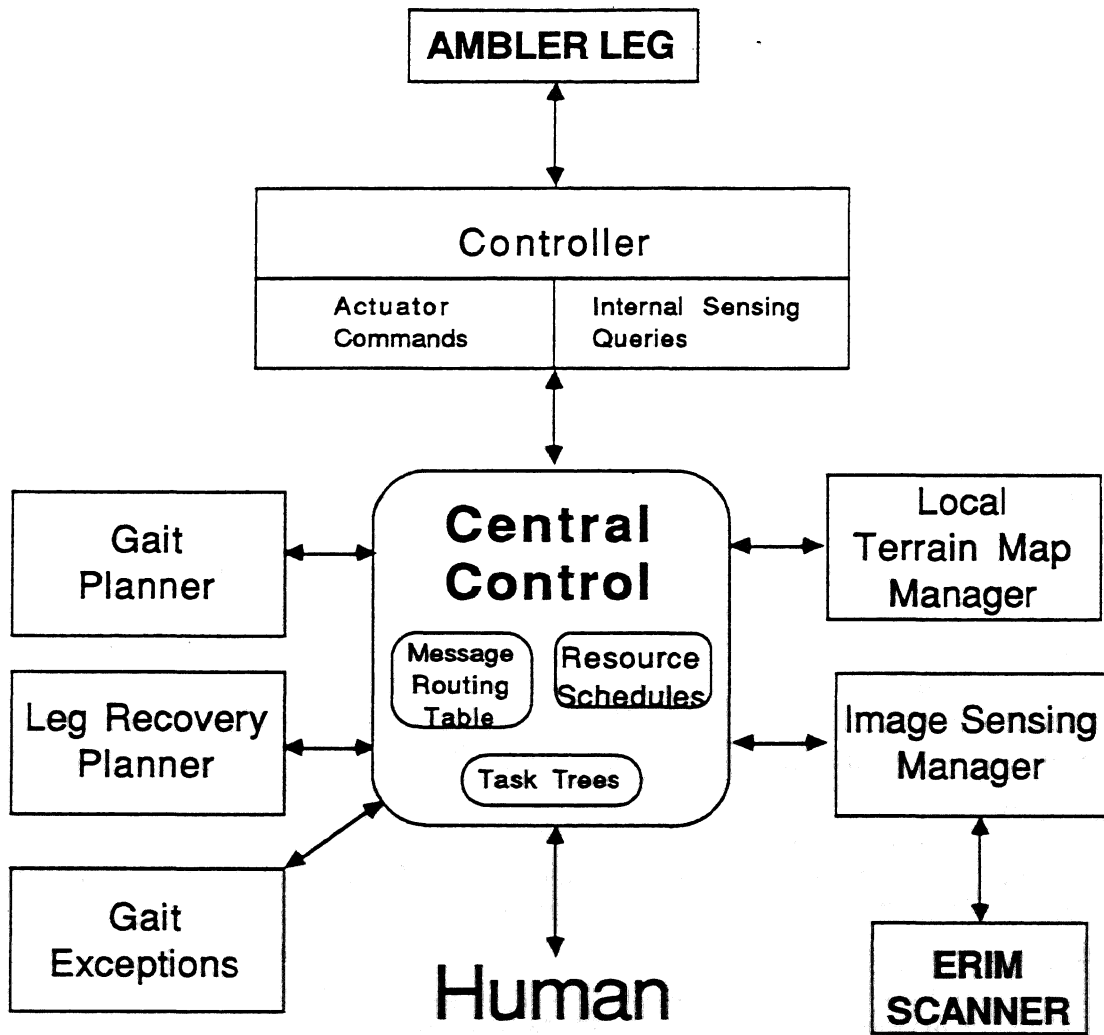 AMBLER LEG
Controller
Actuator
Commands
Internal Sensing
Queries
Central
Control
Message
Routing
Table
Resource
Schedules
Task Trees
Gait
Planner
Leg Recovery
Planner
Gait
Exceptions
Local
Terrain Map
Manager
Image Sensing
Manager
ERIM
SCANNER
Human